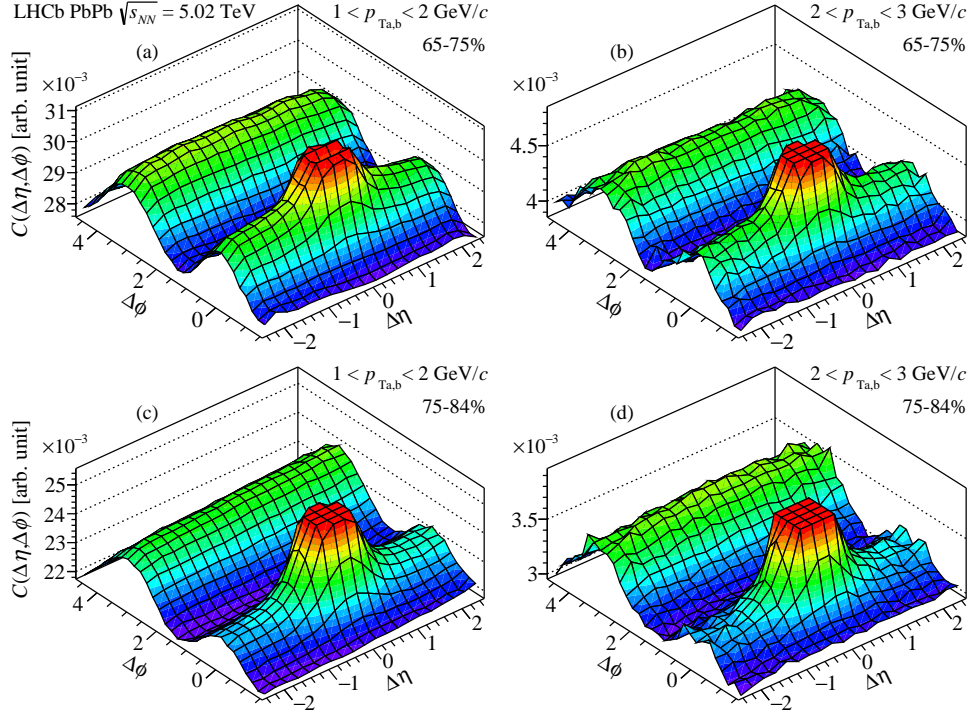 LHCb PbPb √s_NN = 5.02 TeV
1 < p_Ta,b < 2 GeV/c
(a)
65-75%
×10⁻³
C(Δη,Δϕ) [arb. unit]
31
30
29
28
4
2
0
Δϕ
−2
−1
0
1
2
Δη
2 < p_Ta,b < 3 GeV/c
(b)
65-75%
×10⁻³
4.5
4
4
2
0
Δϕ
−2
−1
0
1
2
Δη
1 < p_Ta,b < 2 GeV/c
(c)
75-84%
×10⁻³
C(Δη,Δϕ) [arb. unit]
25
24
23
22
4
2
0
Δϕ
−2
−1
0
1
2
Δη
2 < p_Ta,b < 3 GeV/c
(d)
75-84%
×10⁻³
3.5
3
4
2
0
Δϕ
−2
−1
0
1
2
Δη